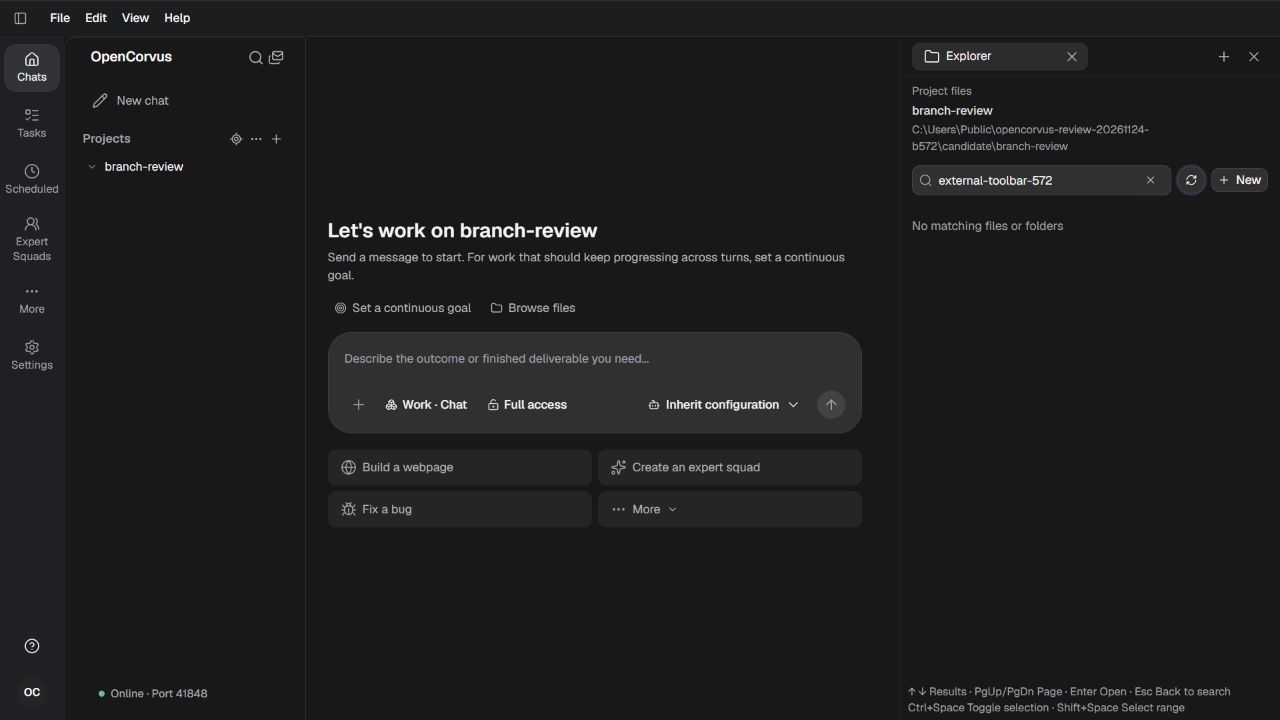 File Edit View Help
Chats
Tasks
Scheduled
Expert
Squads
More
Settings
OC
OpenCorvus
New chat
Projects
branch-review
Online · Port 41848
Let's work on branch-review
Send a message to start. For work that should keep progressing across turns, set a continuous
goal.
Set a continuous goal Browse files
Describe the outcome or finished deliverable you need...
Work · Chat Full access Inherit configuration
Build a webpage Create an expert squad
Fix a bug More
Explorer
Project files
branch-review
C:\Users\Public\opencorvus-review-20261124-
b572\candidate\branch-review
external-toolbar-572 New
No matching files or folders
↑↓ Results · PgUp/PgDn Page · Enter Open · Esc Back to search
Ctrl+Space Toggle selection · Shift+Space Select range